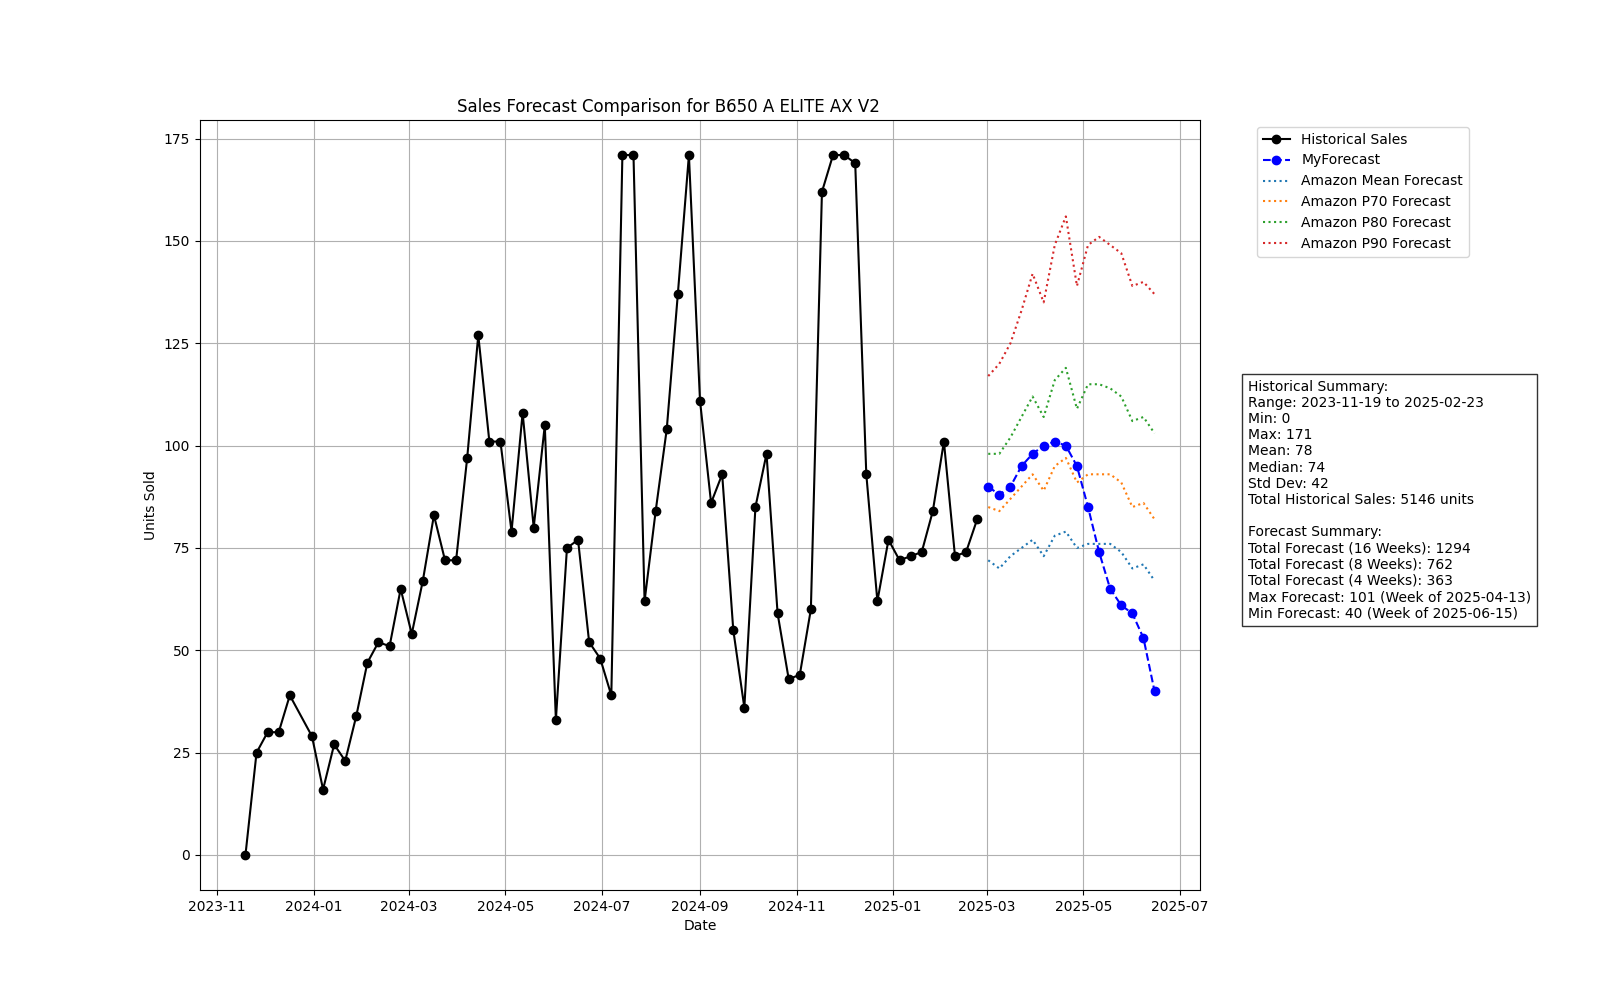 Sales Forecast Comparison for B650 A ELITE AX V2
175
150
125
100
75
50
25
0
Units Sold
2023-11
2024-01
2024-03
2024-05
2024-07
2024-09
2024-11
2025-01
2025-03
2025-05
2025-07
Date
Historical Sales
MyForecast
Amazon Mean Forecast
Amazon P70 Forecast
Amazon P80 Forecast
Amazon P90 Forecast
Historical Summary:
Range: 2023-11-19 to 2025-02-23
Min: 0
Max: 171
Mean: 78
Median: 74
Std Dev: 42
Total Historical Sales: 5146 units
Forecast Summary:
Total Forecast (16 Weeks): 1294
Total Forecast (8 Weeks): 762
Total Forecast (4 Weeks): 363
Max Forecast: 101 (Week of 2025-04-13)
Min Forecast: 40 (Week of 2025-06-15)